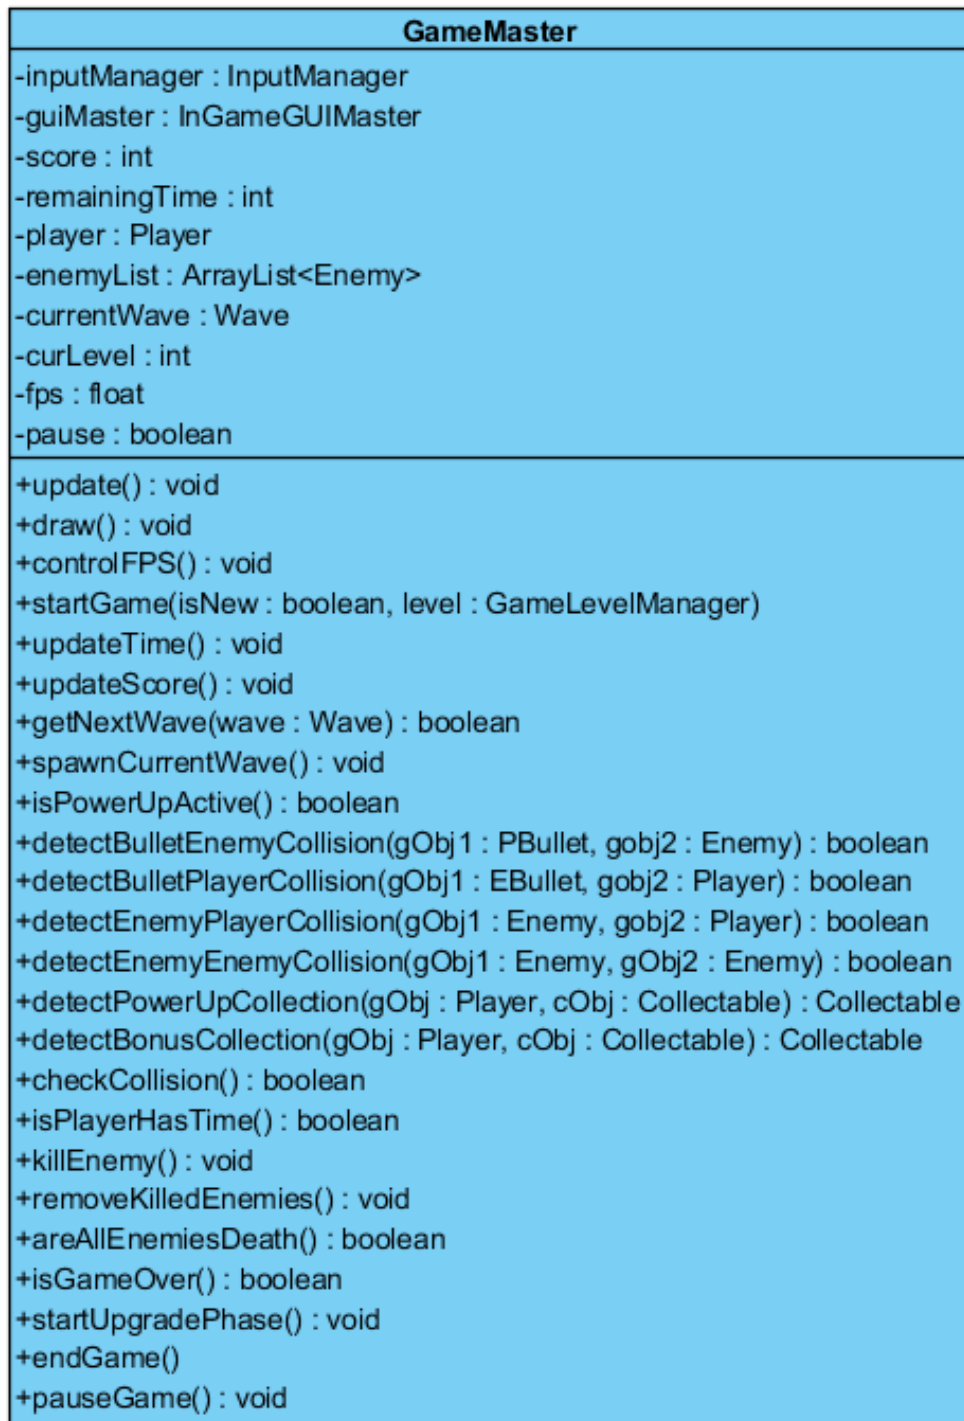 GameMaster
-inputManager : InputManager
-guiMaster : InGameGUIMaster
-score : int
-remainingTime : int
-player : Player
-enemyList : ArrayList<Enemy>
-currentWave : Wave
-curLevel : int
-fps : float
-pause : boolean
+update() : void
+draw() : void
+controlFPS() : void
+startGame(isNew : boolean, level : GameLevelManager)
+updateTime() : void
+updateScore() : void
+getNextWave(wave : Wave) : boolean
+spawnCurrentWave() : void
+isPowerUpActive() : boolean
+detectBulletEnemyCollision(gObj1 : PBullet, gobj2 : Enemy) : boolean
+detectBulletPlayerCollision(gObj1 : EBullet, gobj2 : Player) : boolean
+detectEnemyPlayerCollision(gObj1 : Enemy, gobj2 : Player) : boolean
+detectEnemyEnemyCollision(gObj1 : Enemy, gObj2 : Enemy) : boolean
+detectPowerUpCollection(gObj : Player, cObj : Collectable) : Collectable
+detectBonusCollection(gObj : Player, cObj : Collectable) : Collectable
+checkCollision() : boolean
+isPlayerHasTime() : boolean
+killEnemy() : void
+removeKilledEnemies() : void
+areAllEnemiesDeath() : boolean
+isGameOver() : boolean
+startUpgradePhase() : void
+endGame()
+pauseGame() : void